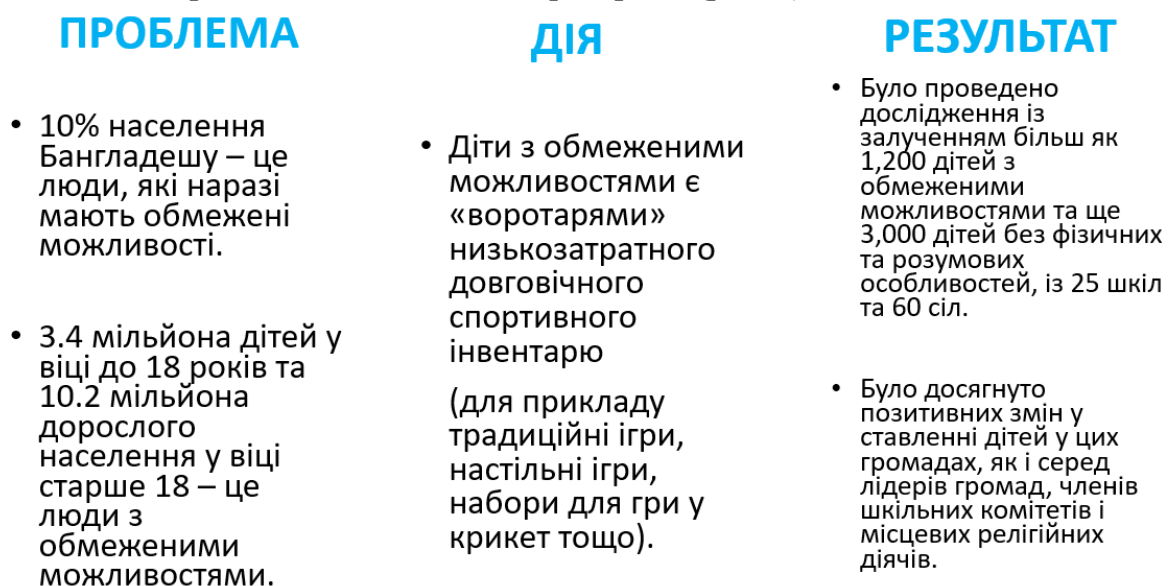 ПРОБЛЕМА
• 10% населення
Бангладешу – це
люди, які наразі
мають обмежені
можливості.
• 3.4 мільйона дітей у
віці до 18 років та
10.2 мільйона
дорослого
населення у віці
старше 18 – це
люди з
обмеженими
можливостями.
ДІЯ
• Діти з обмеженими
можливостями є
«воротарями»
низькозатратного
довговічного
спортивного
інвентарю
(для прикладу
традиційні ігри,
настільні ігри,
набори для гри у
крикет тощо).
РЕЗУЛЬТАТ
• Було проведено
дослідження із
залученням більш як
1,200 дітей з
обмеженими
можливостями та ще
3,000 дітей без фізичних
та розумових
особливостей, із 25 шкіл
та 60 сіл.
• Було досягнуто
позитивних змін у
ставленні дітей у цих
громадах, як і серед
лідерів громад, членів
шкільних комітетів і
місцевих релігійних
діячів.